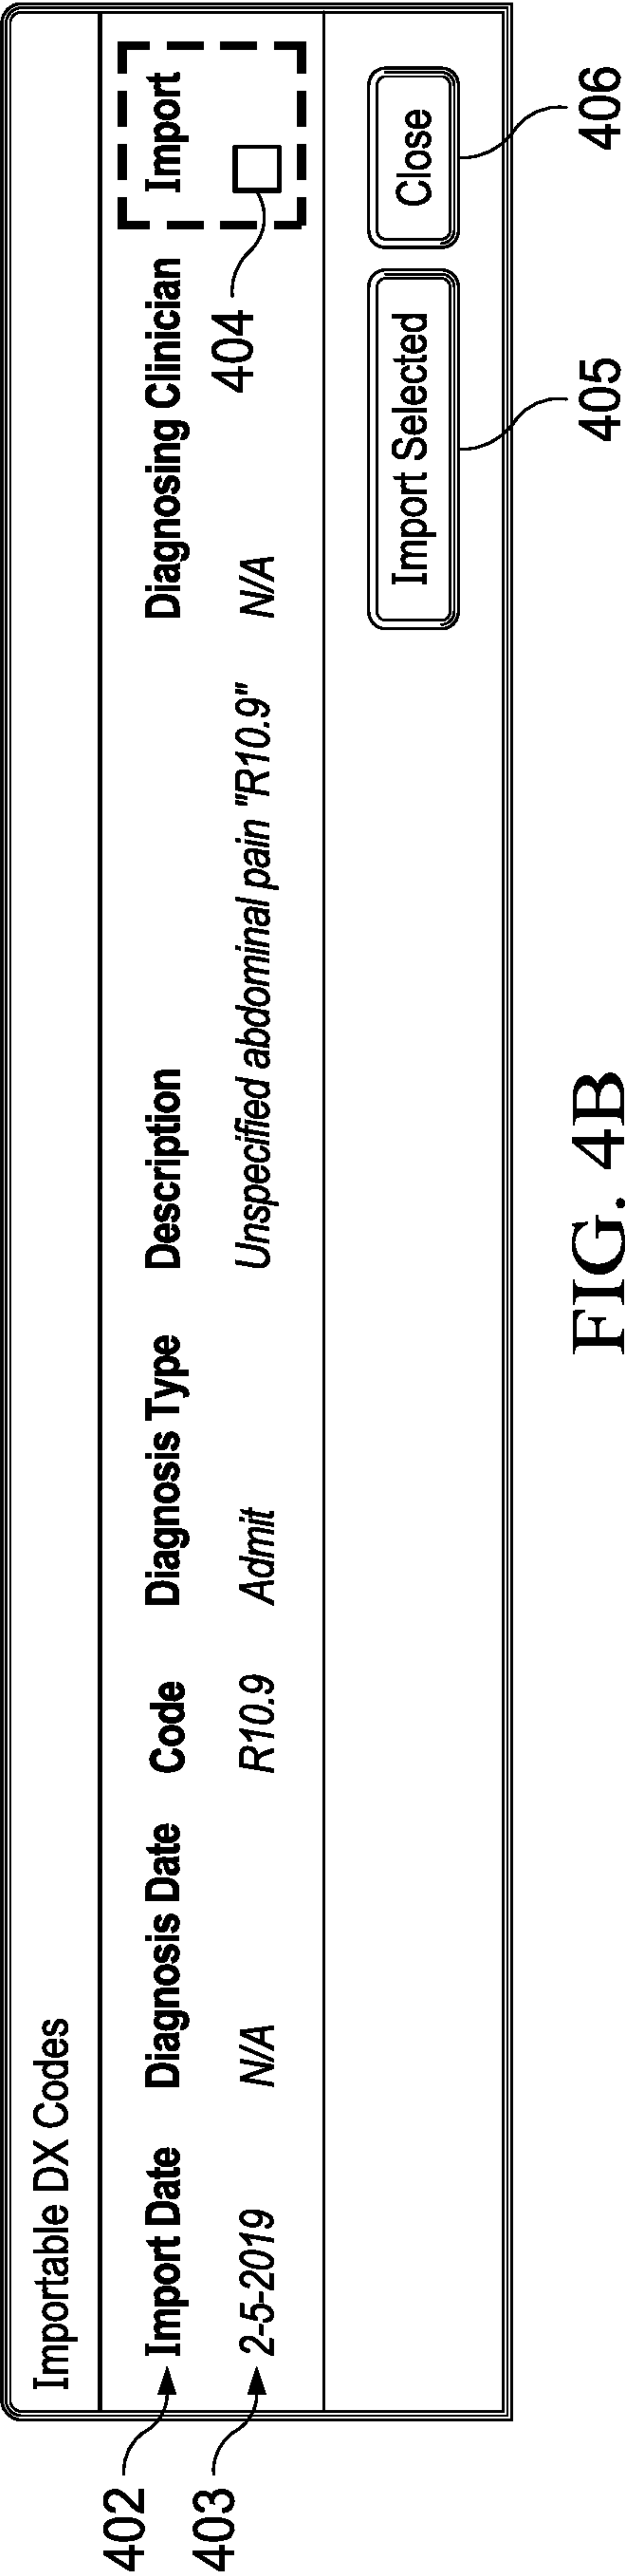 Importable DX Codes
402 Import Date Diagnosis Date Code Diagnosis Type Description Diagnosing Clinician Import
403 2-5-2019 N/A R10.9 Admit Unspecified abdominal pain "R10.9" N/A
404
Import Selected Close
405 406
FIG. 4B